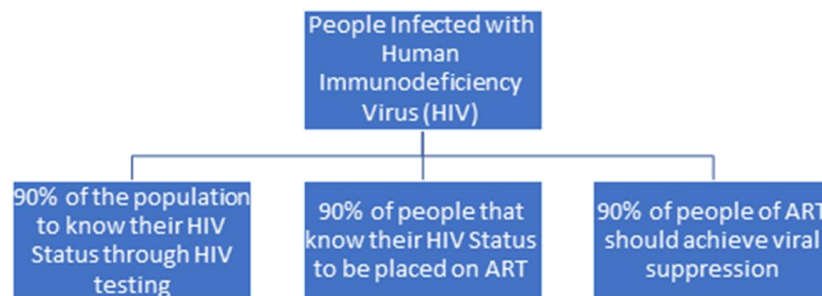 People Infected with
Human
Immunodeficiency
Virus (HIV)
90% of the population
to know their HIV
Status through HIV
testing
90% of people that
know their HIV Status
to be placed on ART
90% of people of ART
should achieve viral
suppression